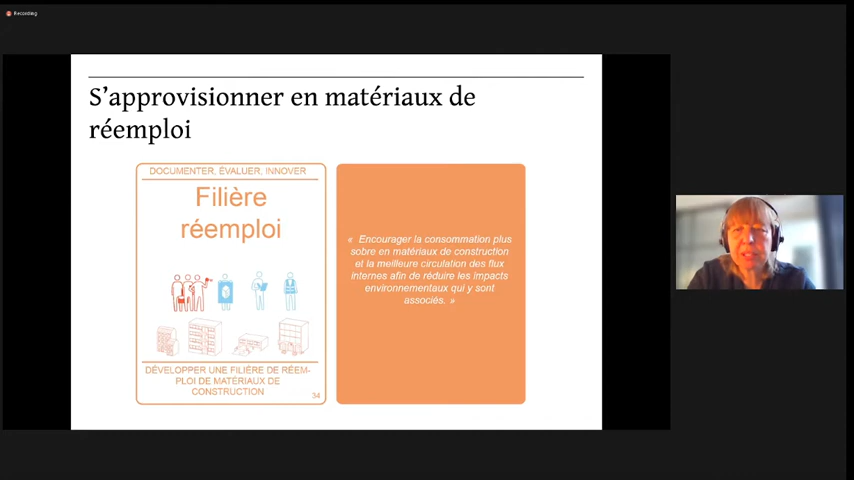 Recording
S’approvisionner en matériaux de
réemploi
DOCUMENTER, ÉVALUER, INNOVER
Filière
réemploi
DÉVELOPPER UNE FILIÈRE DE RÉEM-
PLOI DE MATÉRIAUX DE
CONSTRUCTION
34
« Encourager la consommation plus
sobre en matériaux de construction
et la meilleure circulation des flux
internes afin de réduire les impacts
environnementaux qui y sont
associés. »